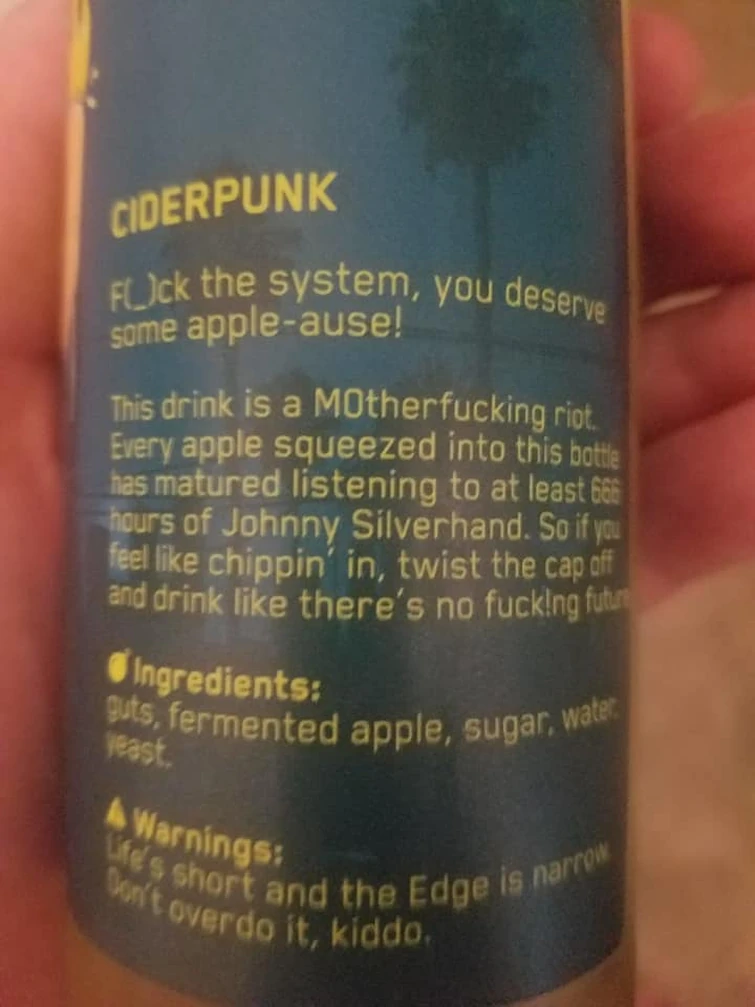 CIDERPUNK
F(_)ck the system, you deserve
some apple-ause!
This drink is a M0therfucking riot.
Every apple squeezed into this bottle
has matured listening to at least 666
hours of Johnny Silverhand. So if you
feel like chippin' in, twist the cap off
and drink like there's no fuck!ng future
Ingredients:
guts, fermented apple, sugar, water,
yeast.
Warnings:
Life's short and the Edge is narrow.
Don't overdo it, kiddo.